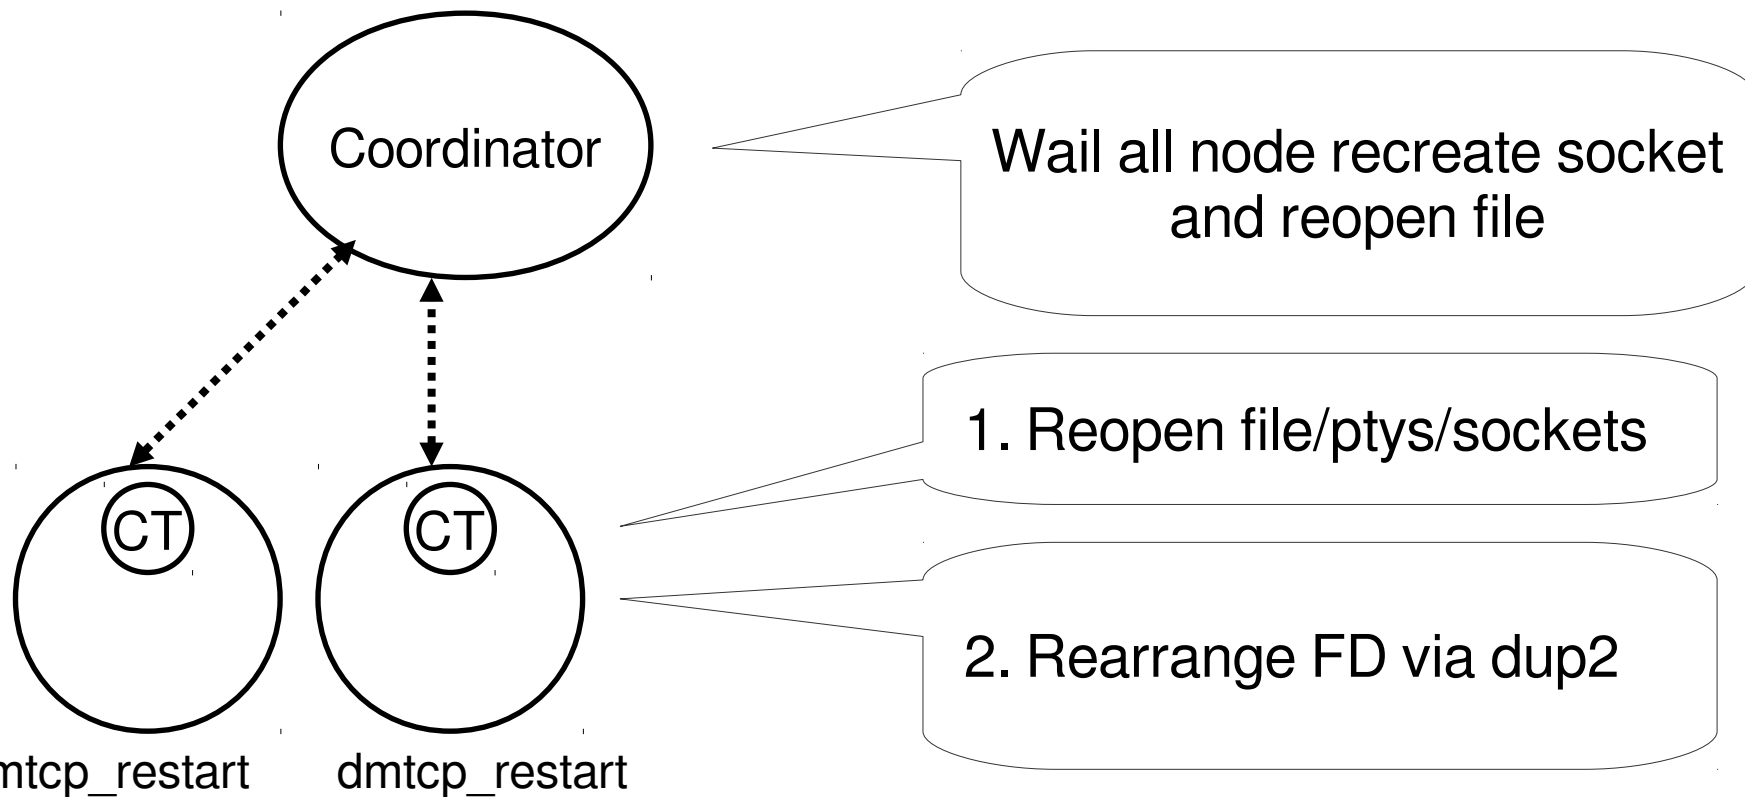 Coordinator
Wail all node recreate socket
and reopen file
1. Reopen file/ptys/sockets
CT
CT
2. Rearrange FD via dup2
mtcp_restart
dmtcp_restart